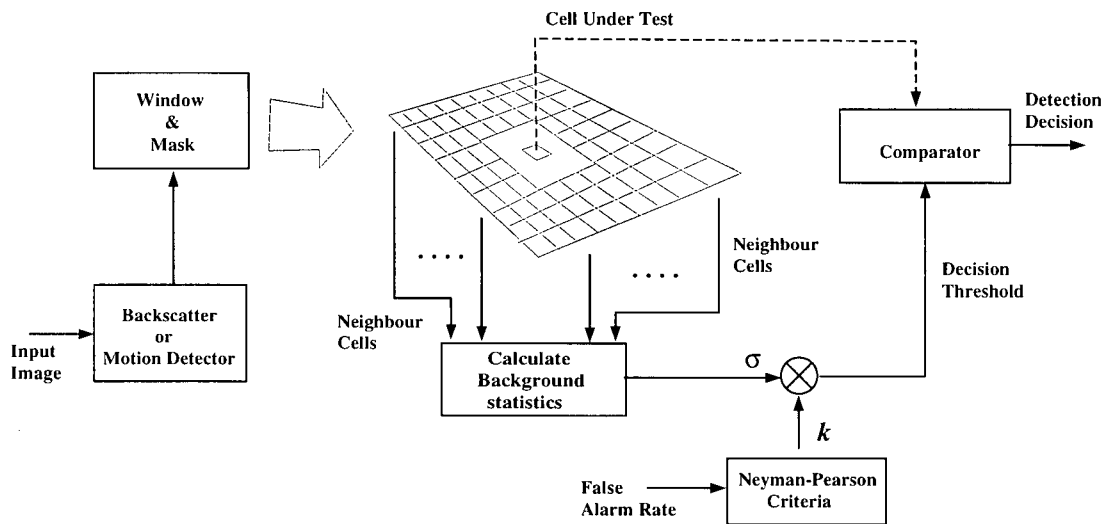 Cell Under Test
Window
&
Mask
Detection
Decision
Comparator
Neighbour
Cells
. . . .
. . . .
Decision
Threshold
Backscatter
or
Motion Detector
Input
Image
Neighbour
Cells
Calculate
Background
statistics
σ
k
False
Alarm Rate
Neyman-Pearson
Criteria